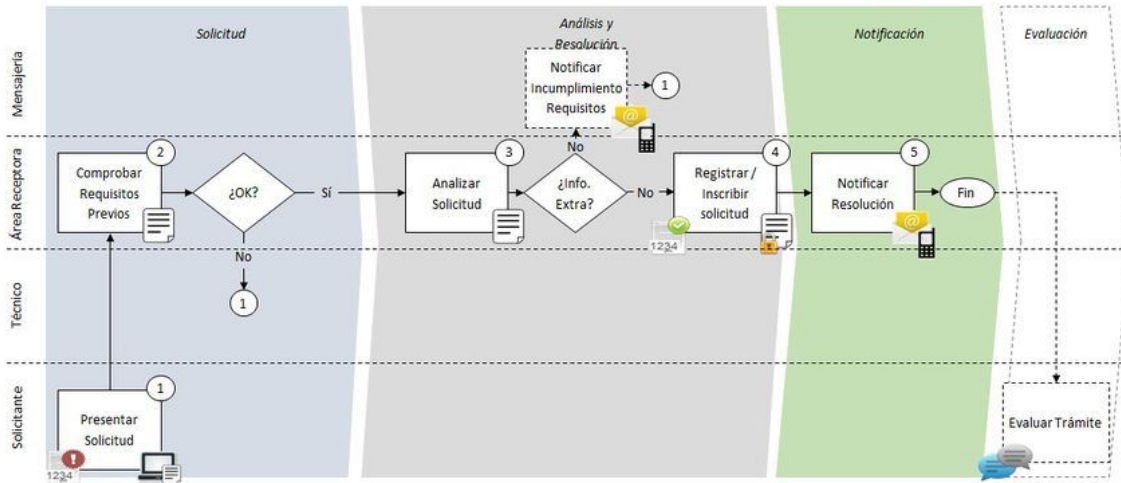 Solicitud
Análisis y
Resolución
Notificación
Evaluación
Mensajería
Notificar
Incumplimiento
Requisitos
1
@
No
Área Receptora
2
Comprobar
Requisitos
Previos
¿OK?
Sí
No
1
3
Analizar
Solicitud
¿Info.
Extra?
No
4
Registrar /
Inscribir
solicitud
1234
5
Notificar
Resolución
@
Fin
Técnico
Solicitante
1
Presentar
Solicitud
1234
Evaluar Trámite